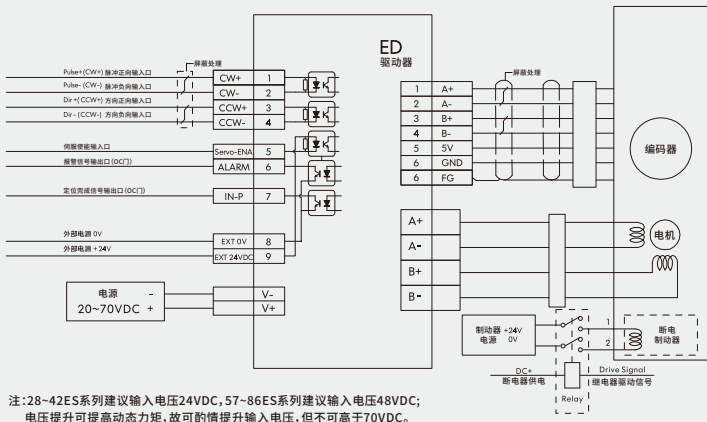 ED
驱动器
屏蔽处理
Pulse+(CW+) 脉冲正向输入口
CW+ 1
Pulse- (CW-) 脉冲负向输入口
CW- 2
Dir +( CCW+) 方向正向输入口
CCW+ 3
Dir - (CCW-) 方向负向输入口
CCW- 4
伺服使能输入口
Servo-ENA 5
报警信号输出口(OC门)
ALARM 6
定位完成信号输出口(OC门)
IN-P 7
外部电源 0V
EXT 0V 8
外部电源 +24V
EXT 24VDC 9
电源 -
20~70VDC +
V-
V+
屏蔽处理
1 A+
2 A-
3 B+
4 B-
5 5V
6 GND
6 FG
编码器
A+
A-
B+
B-
电机
制动器 +24V
电源 0V
1
2
断电
制动器
DC+
断电器供电
Drive Signal
继电器驱动信号
Relay
注:28~42ES系列建议输入电压24VDC,57~86ES系列建议输入电压48VDC;
电压提升可提高动态力矩,故可酌情提升输入电压,但不可高于70VDC。